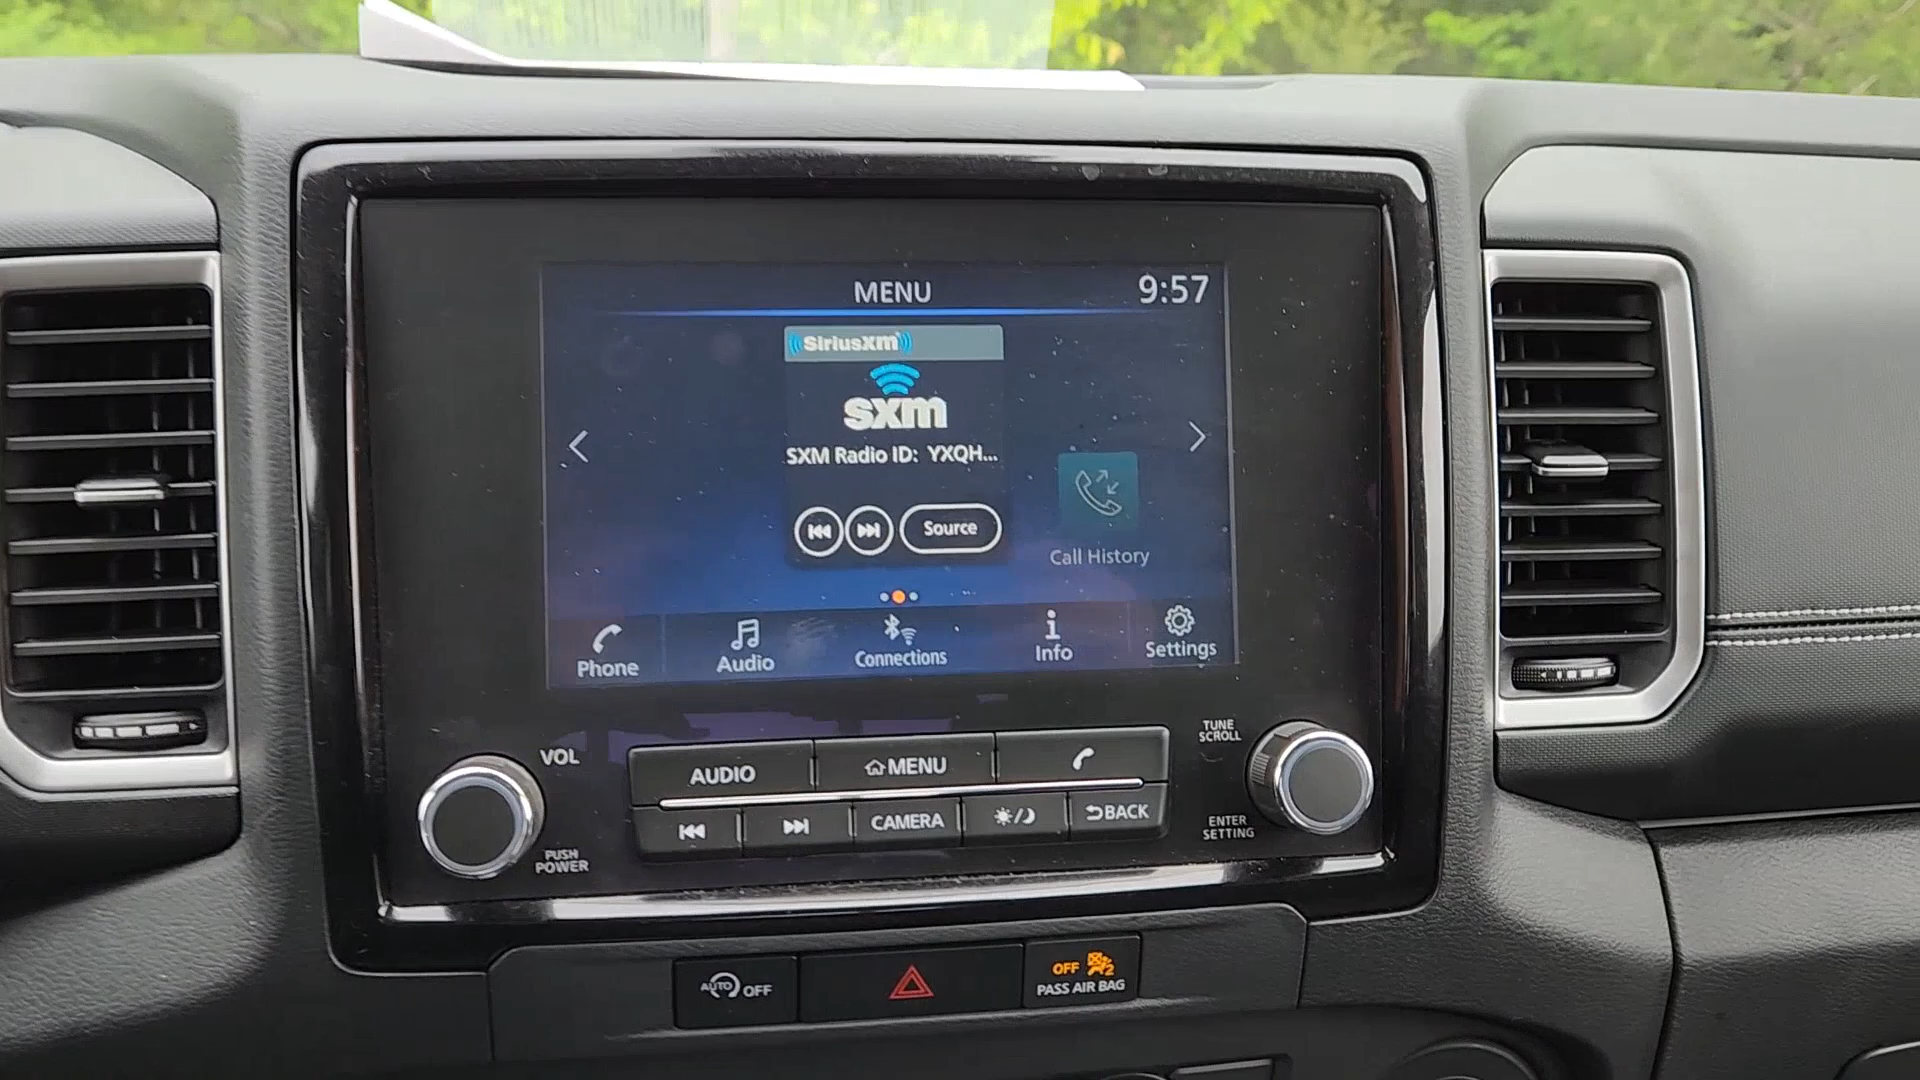 MENU
9:57
SiriusXM
sxm
SXM Radio ID: YXQH...
Source
Call History
Phone
Audio
Connections
Info
Settings
VOL
PUSH
POWER
AUDIO
MENU
CAMERA
BACK
TUNE
SCROLL
ENTER
SETTING
AUTO OFF
OFF 2
PASS AIR BAG